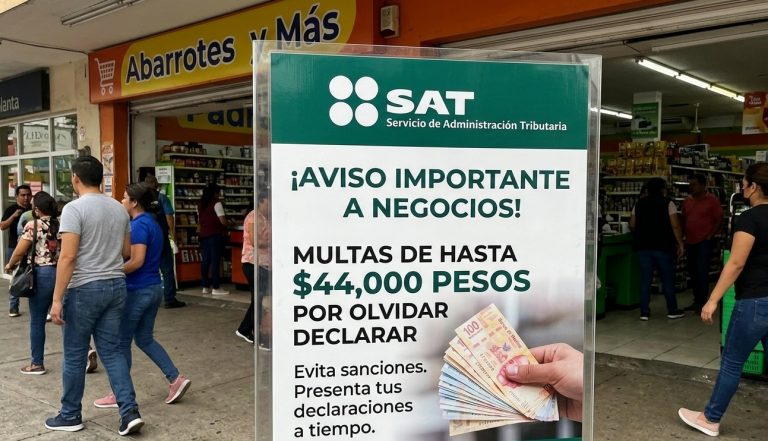 Abarrotes y Más
SAT
Servicio de Administración Tributaria
¡AVISO IMPORTANTE
A NEGOCIOS!
MULTAS DE HASTA
$44,000 PESOS
POR OLVIDAR
DECLARAR
Evita sanciones.
Presenta tus
declaraciones
a tiempo.
100